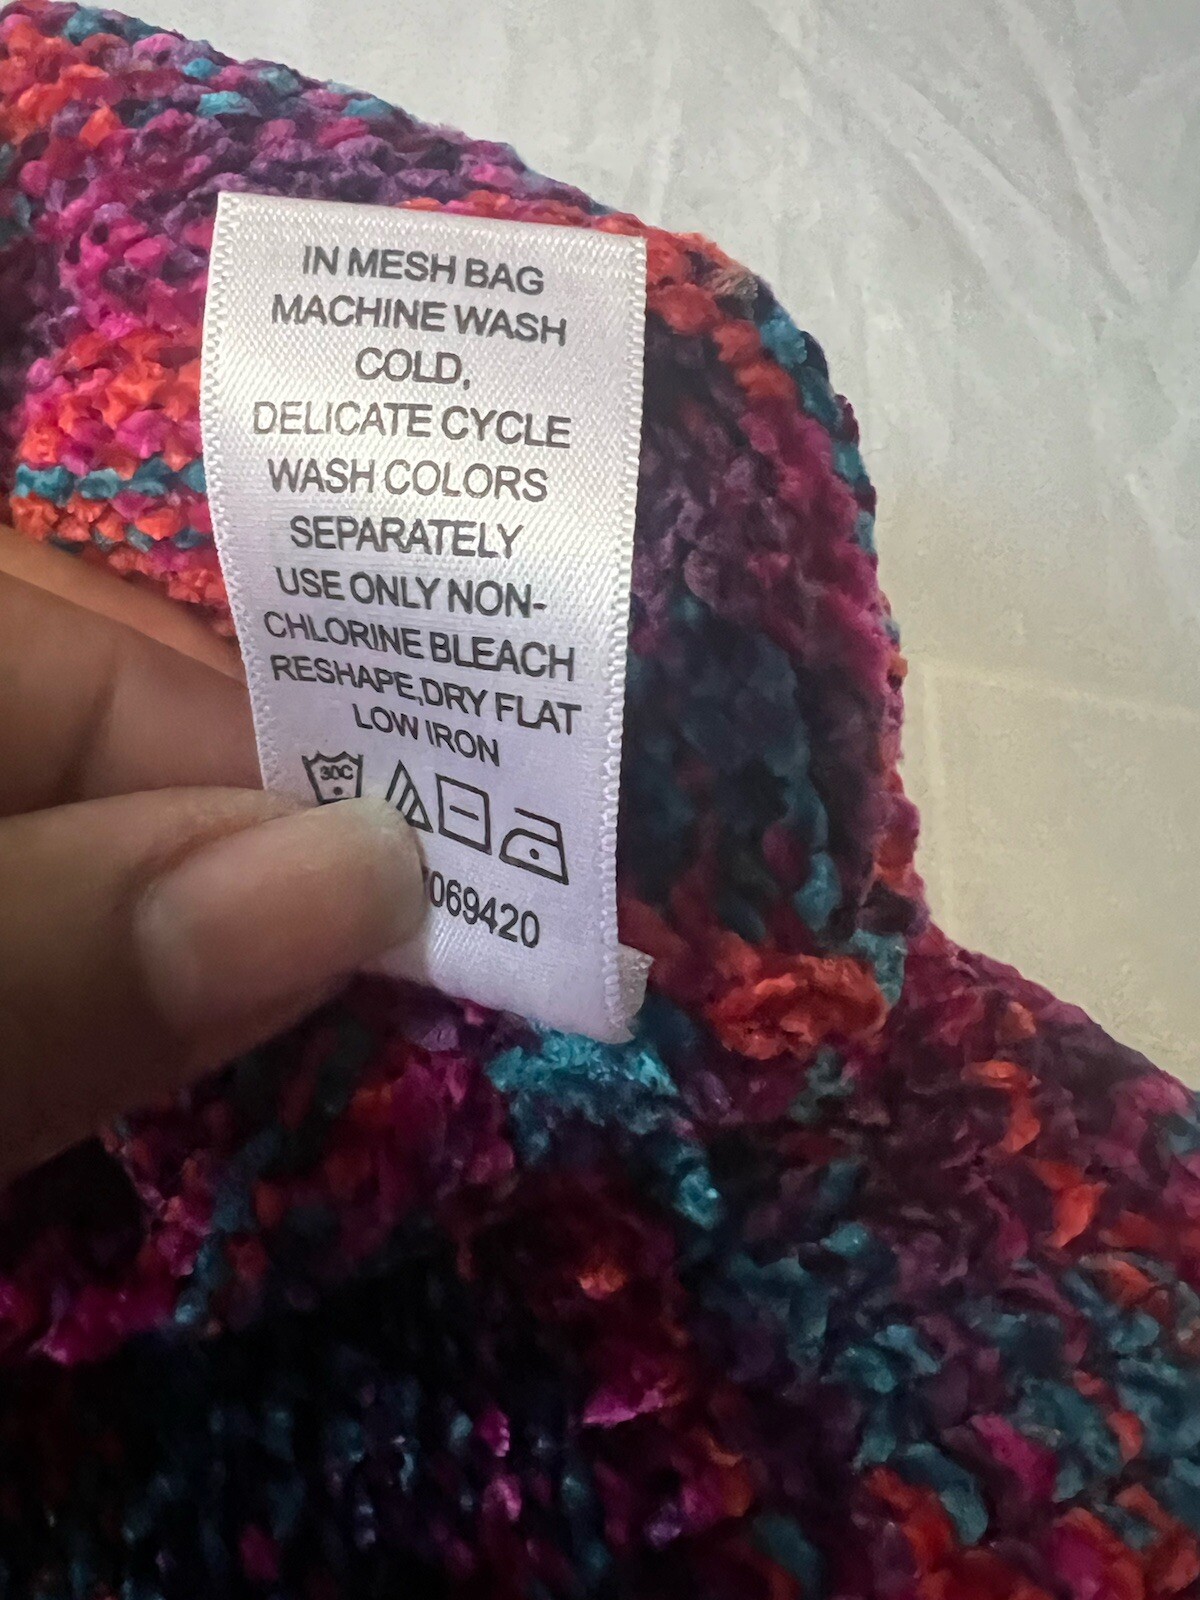 IN MESH BAG
MACHINE WASH
COLD,
DELICATE CYCLE
WASH COLORS
SEPARATELY
USE ONLY NON-
CHLORINE BLEACH
RESHAPE,DRY FLAT
LOW IRON
30C
069420